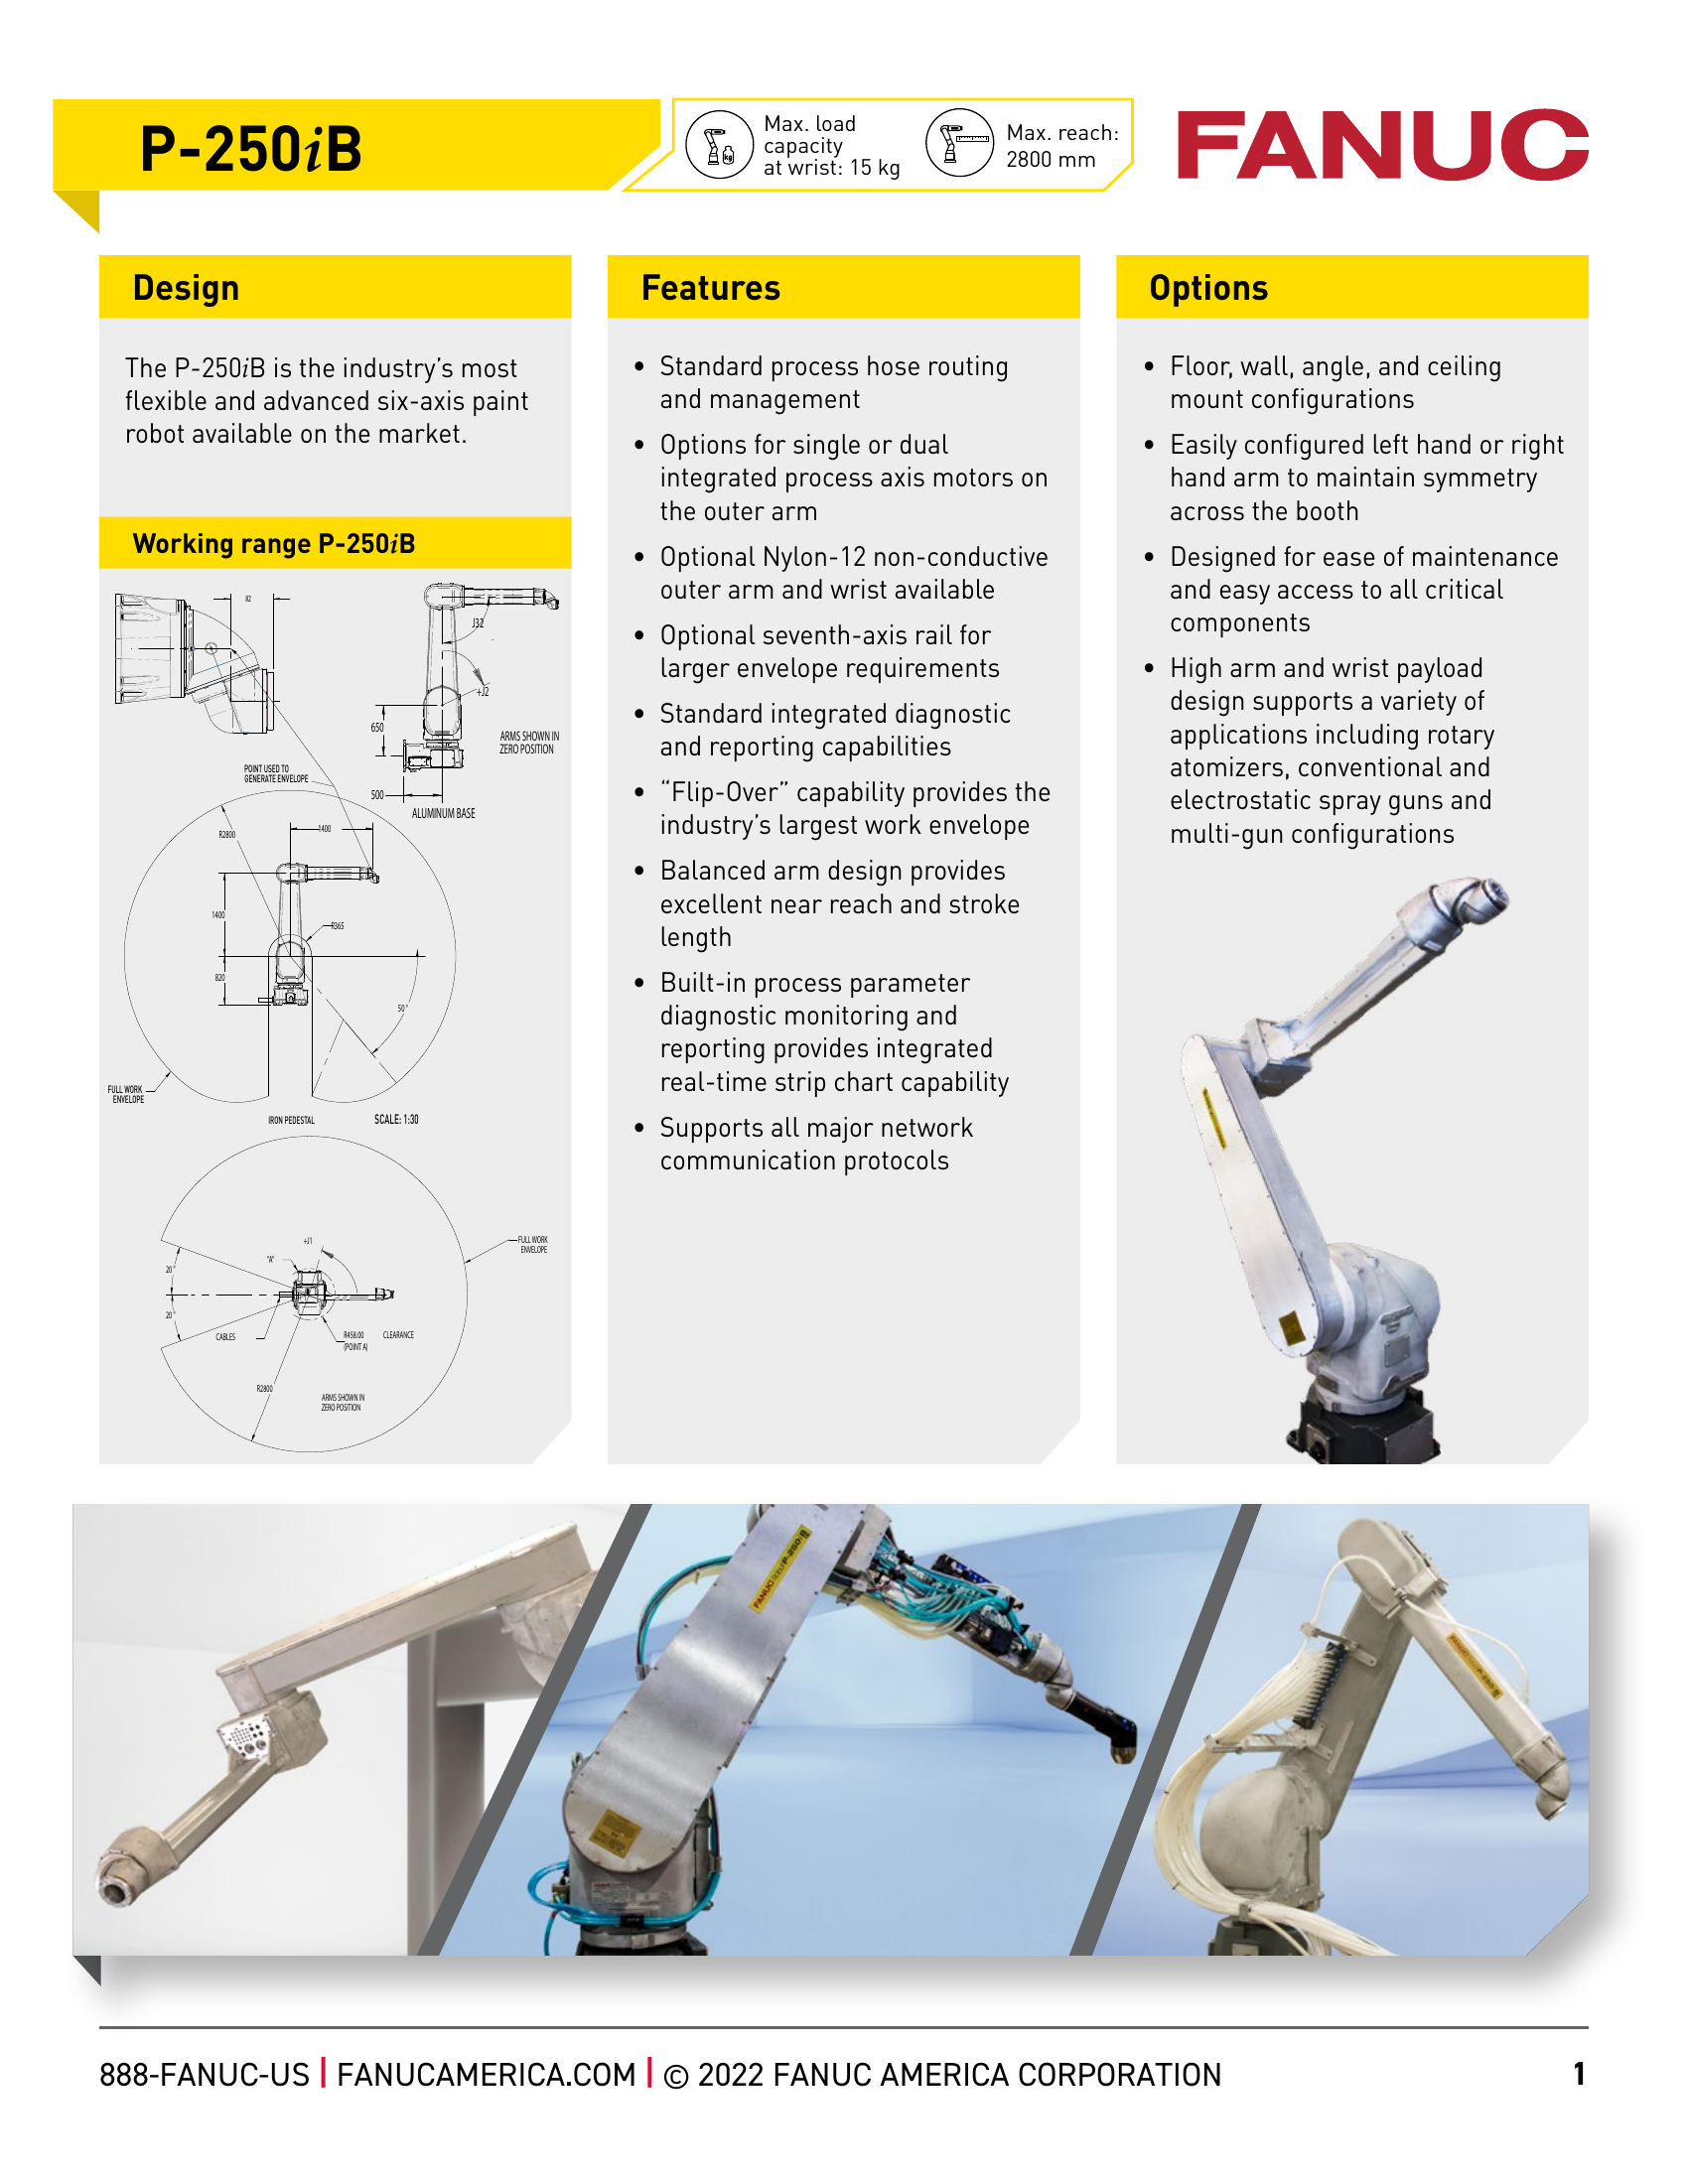 P-250iB
Max. load
capacity
at wrist: 15 kg
Max. reach:
2800 mm
FANUC
Design
The P-250iB is the industry’s most
flexible and advanced six-axis paint
robot available on the market.
Working range P-250iB
82
J32
+J2
650
ARMS SHOWN IN
ZERO POSITION
POINT USED TO
GENERATE ENVELOPE
500
ALUMINUM BASE
R2800
1400
1400
R365
820
50°
FULL WORK
ENVELOPE
IRON PEDESTAL
SCALE: 1:30
+J1
"A"
FULL WORK
ENVELOPE
20°
20°
CABLES
R458.00
(POINT A)
CLEARANCE
R2800
ARMS SHOWN IN
ZERO POSITION
Features
• Standard process hose routing
and management
• Options for single or dual
integrated process axis motors on
the outer arm
• Optional Nylon-12 non-conductive
outer arm and wrist available
• Optional seventh-axis rail for
larger envelope requirements
• Standard integrated diagnostic
and reporting capabilities
• “Flip-Over” capability provides the
industry’s largest work envelope
• Balanced arm design provides
excellent near reach and stroke
length
• Built-in process parameter
diagnostic monitoring and
reporting provides integrated
real-time strip chart capability
• Supports all major network
communication protocols
Options
• Floor, wall, angle, and ceiling
mount configurations
• Easily configured left hand or right
hand arm to maintain symmetry
across the booth
• Designed for ease of maintenance
and easy access to all critical
components
• High arm and wrist payload
design supports a variety of
applications including rotary
atomizers, conventional and
electrostatic spray guns and
multi-gun configurations
FANUC Robot P-250iB
888-FANUC-US | FANUCAMERICA.COM | © 2022 FANUC AMERICA CORPORATION
1